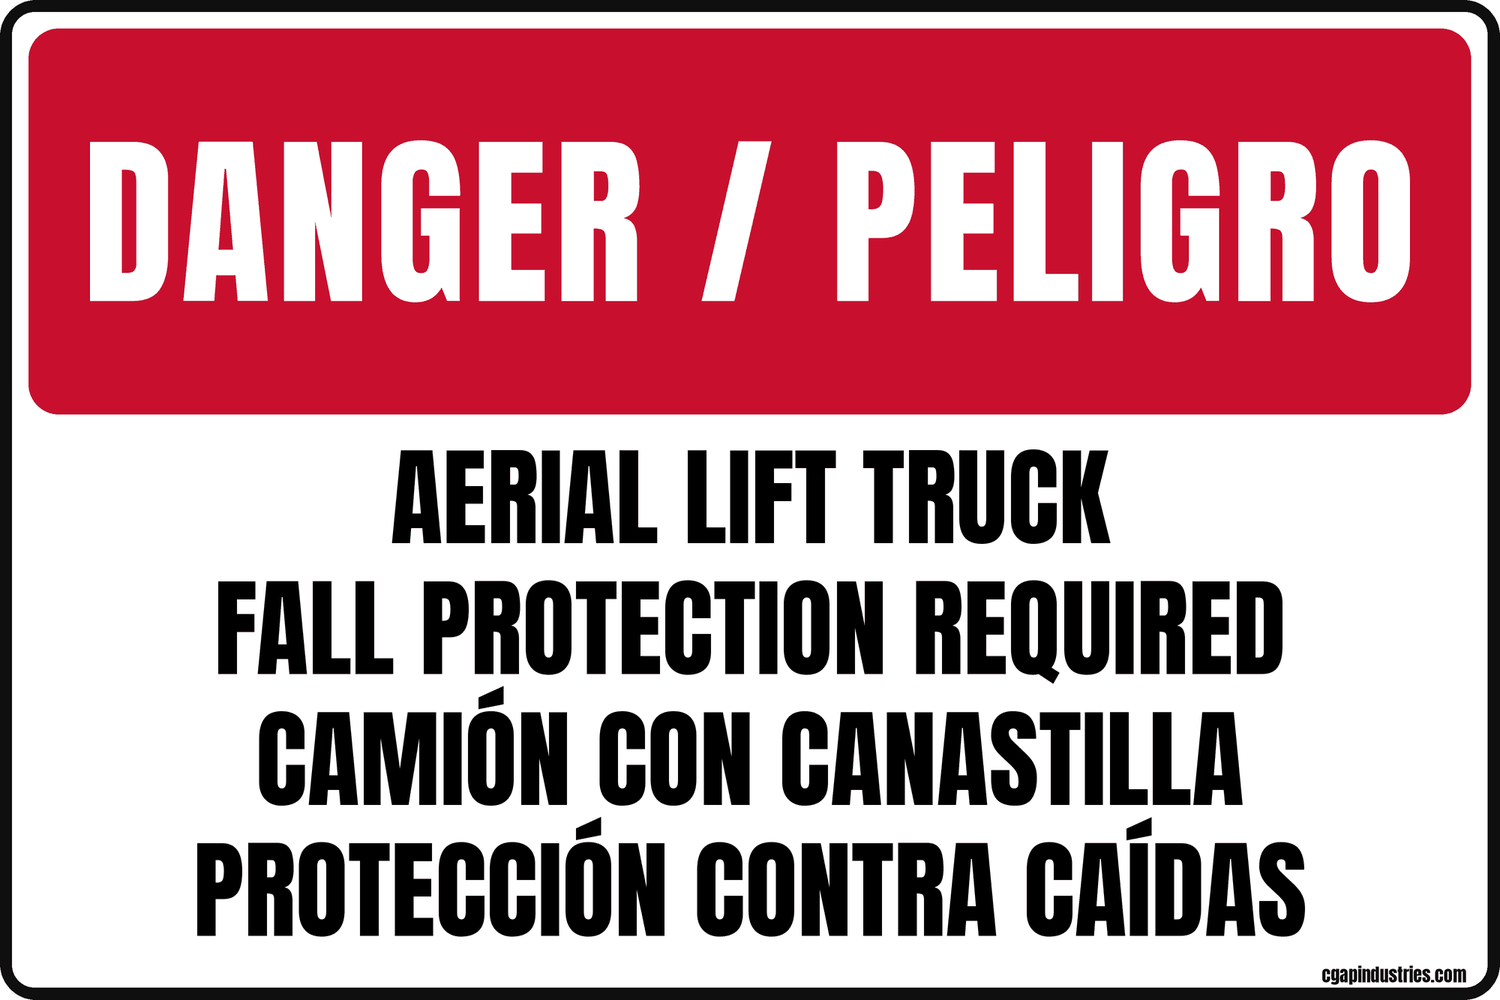 DANGER / PELIGRO
AERIAL LIFT TRUCK
FALL PROTECTION REQUIRED
CAMIÓN CON CANASTILLA
PROTECCIÓN CONTRA CAÍDAS
cgapindustries.com